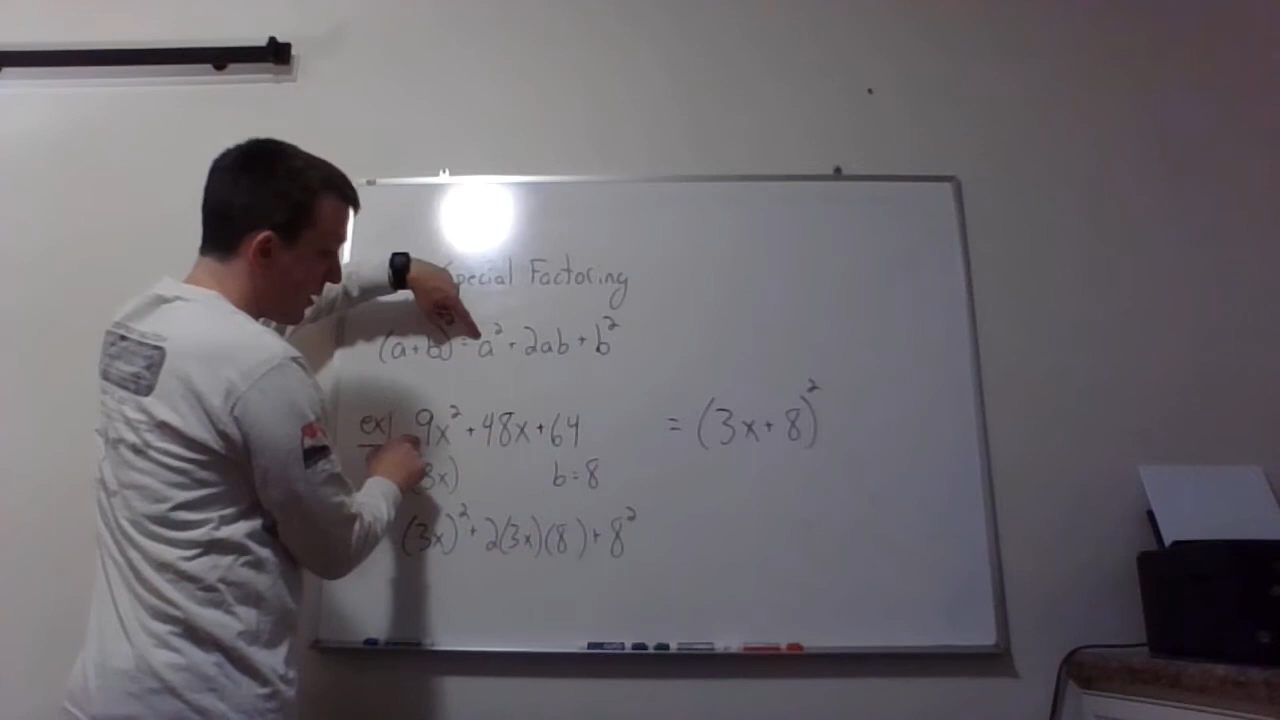 Special Factoring
(a+b)² = a² + 2ab + b²
ex) 9x² + 48x + 64 = (3x + 8)²
(3x) b=8
(3x)² + 2(3x)(8) + 8²